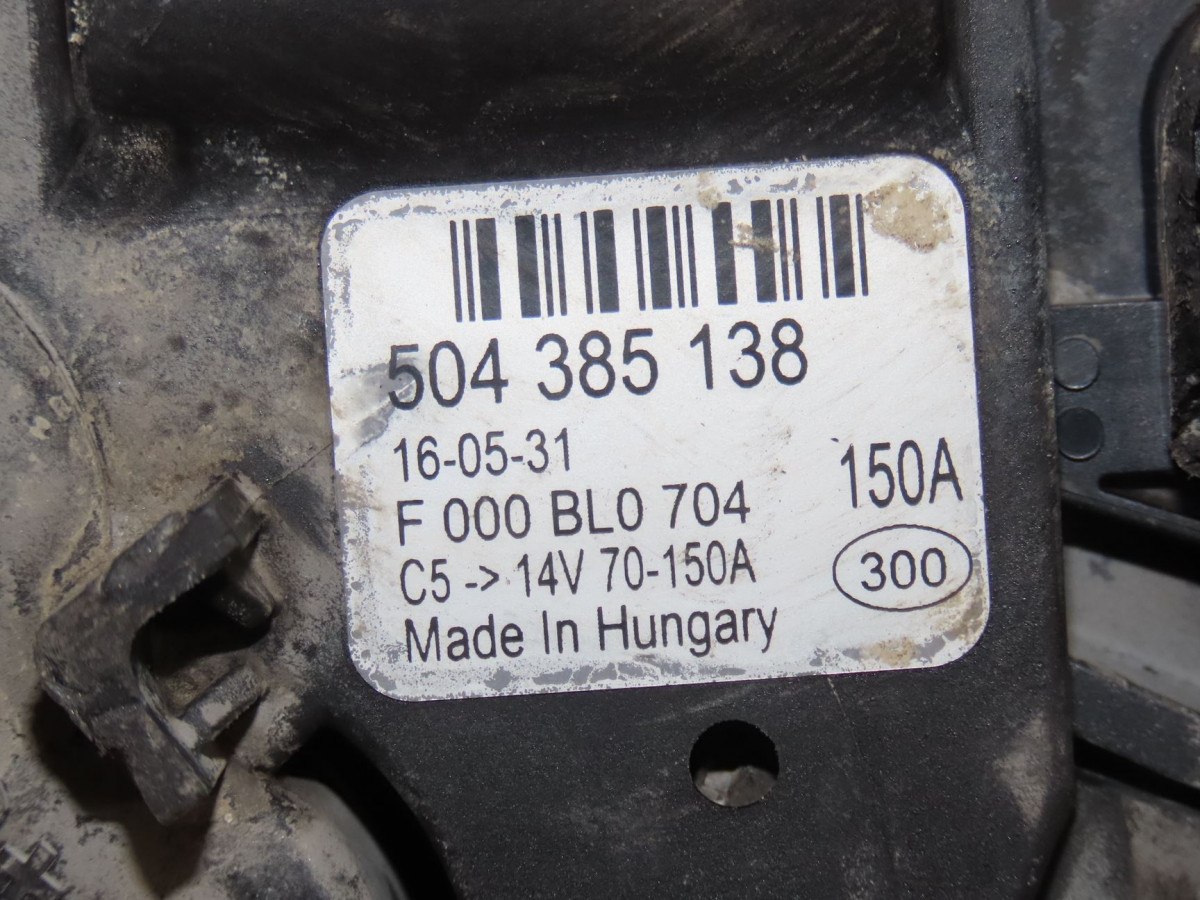 504 385 138
16-05-31
150A
F 000 BL0 704
C5 -> 14V 70-150A
300
Made In Hungary